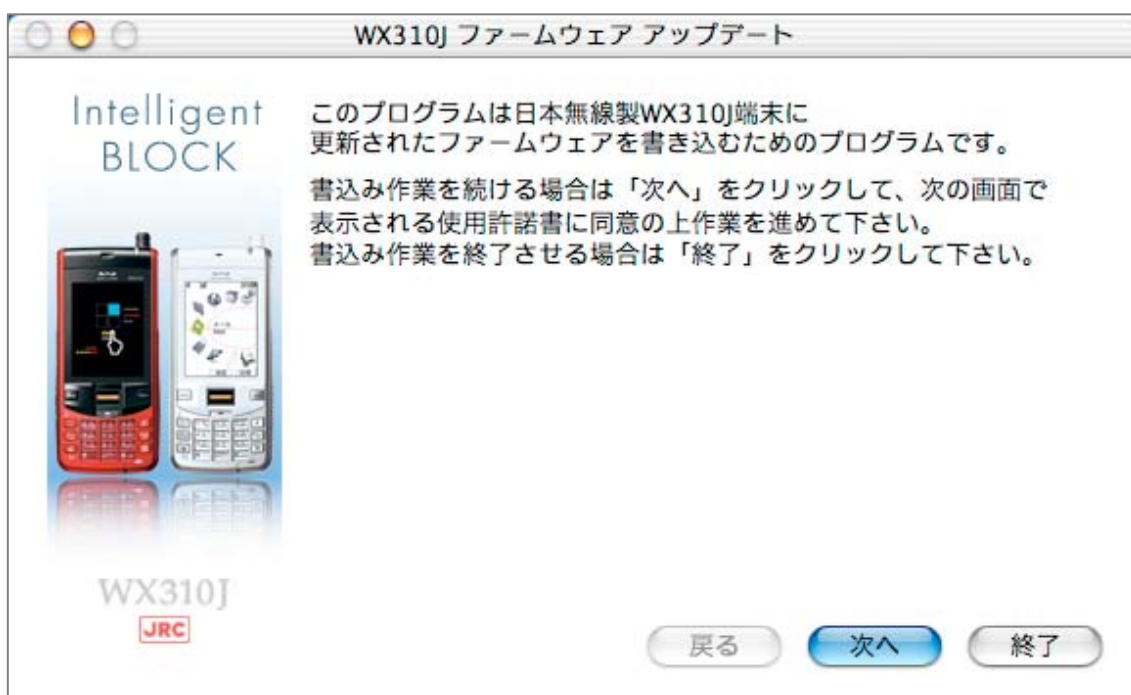 WX310J ファームウェア アップデート
Intelligent
BLOCK
このプログラムは日本無線製WX310J端末に
更新されたファームウェアを書き込むためのプログラムです。
書込み作業を続ける場合は「次へ」をクリックして、次の画面で
表示される使用許諾書に同意の上作業を進めて下さい。
書込み作業を終了させる場合は「終了」をクリックして下さい。
WX310J
JRC
戻る
次へ
終了